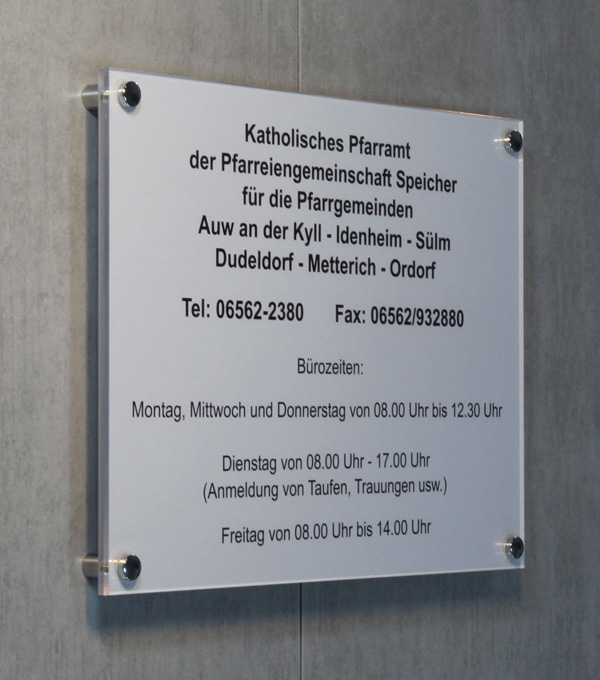 Katholisches Pfarramt
der Pfarreiengemeinschaft Speicher
für die Pfarrgemeinden
Auw an der Kyll - Idenheim - Sülm
Dudeldorf - Metterich - Ordorf
Tel: 06562-2380 Fax: 06562/932880
Bürozeiten:
Montag, Mittwoch und Donnerstag von 08.00 Uhr bis 12.30 Uhr
Dienstag von 08.00 Uhr - 17.00 Uhr
(Anmeldung von Taufen, Trauungen usw.)
Freitag von 08.00 Uhr bis 14.00 Uhr